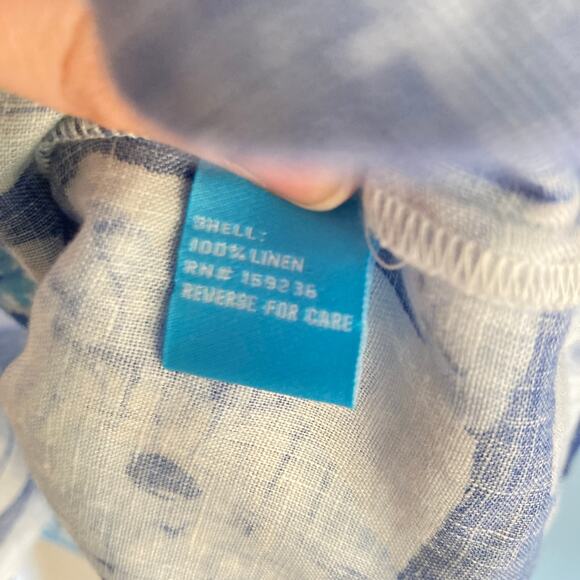 SHELL:
100% LINEN
RN# 159236
REVERSE FOR CARE